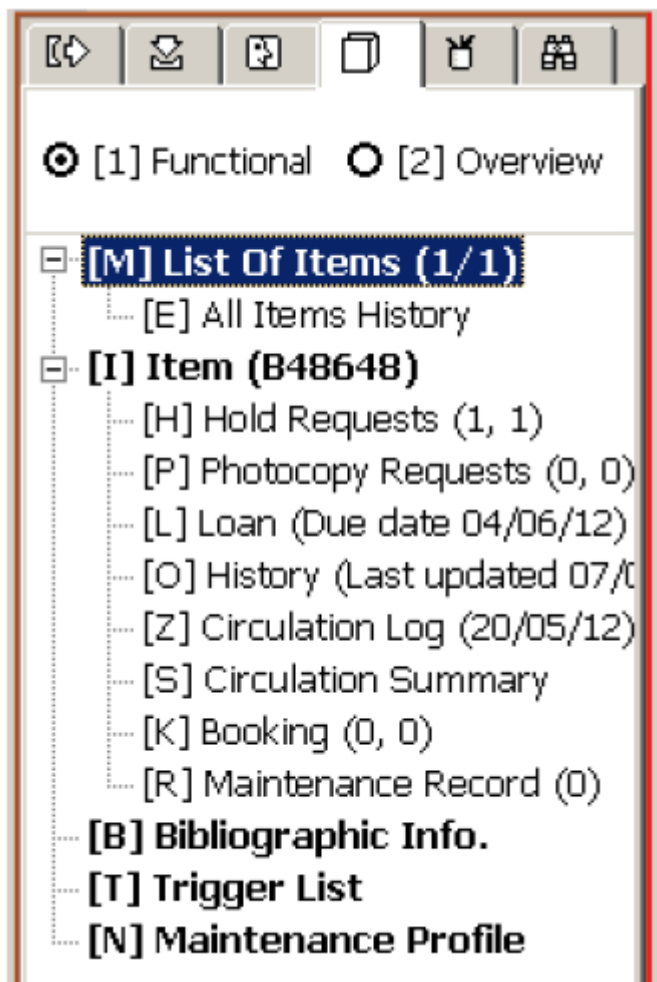 [1] Functional [2] Overview
[M] List Of Items (1/1)
[E] All Items History
[I] Item (B48648)
[H] Hold Requests (1, 1)
[P] Photocopy Requests (0, 0)
[L] Loan (Due date 04/06/12)
[O] History (Last updated 07/
[Z] Circulation Log (20/05/12)
[S] Circulation Summary
[K] Booking (0, 0)
[R] Maintenance Record (0)
[B] Bibliographic Info.
[T] Trigger List
[N] Maintenance Profile